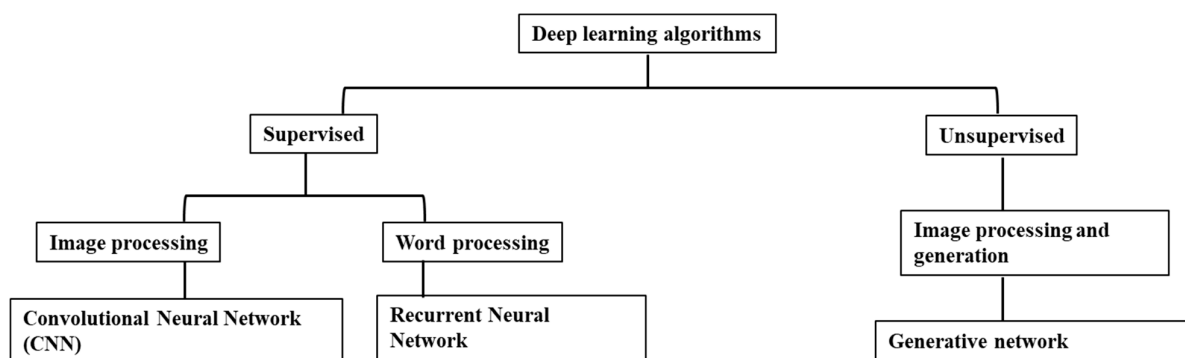 Deep learning algorithms
Supervised
Unsupervised
Image processing
Word processing
Image processing and
generation
Convolutional Neural Network
(CNN)
Recurrent Neural
Network
Generative network